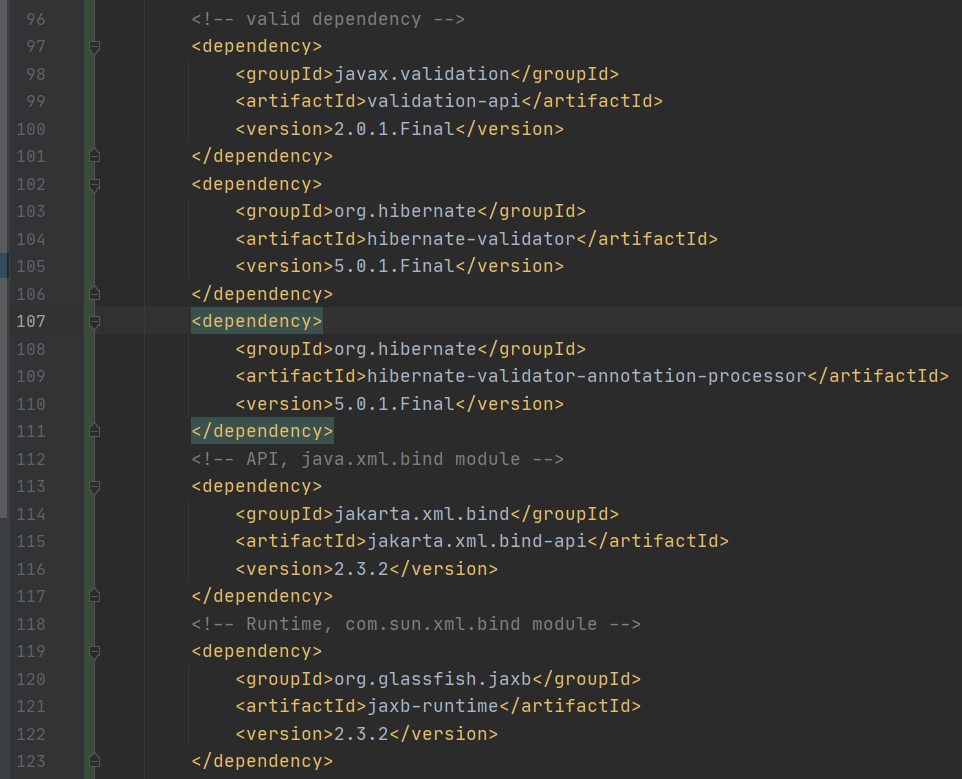 96 <!-- valid dependency -->
97 <dependency>
98 <groupId>javax.validation</groupId>
99 <artifactId>validation-api</artifactId>
100 <version>2.0.1.Final</version>
101 </dependency>
102 <dependency>
103 <groupId>org.hibernate</groupId>
104 <artifactId>hibernate-validator</artifactId>
105 <version>5.0.1.Final</version>
106 </dependency>
107 <dependency>
108 <groupId>org.hibernate</groupId>
109 <artifactId>hibernate-validator-annotation-processor</artifactId>
110 <version>5.0.1.Final</version>
111 </dependency>
112 <!-- API, java.xml.bind module -->
113 <dependency>
114 <groupId>jakarta.xml.bind</groupId>
115 <artifactId>jakarta.xml.bind-api</artifactId>
116 <version>2.3.2</version>
117 </dependency>
118 <!-- Runtime, com.sun.xml.bind module -->
119 <dependency>
120 <groupId>org.glassfish.jaxb</groupId>
121 <artifactId>jaxb-runtime</artifactId>
122 <version>2.3.2</version>
123 </dependency>